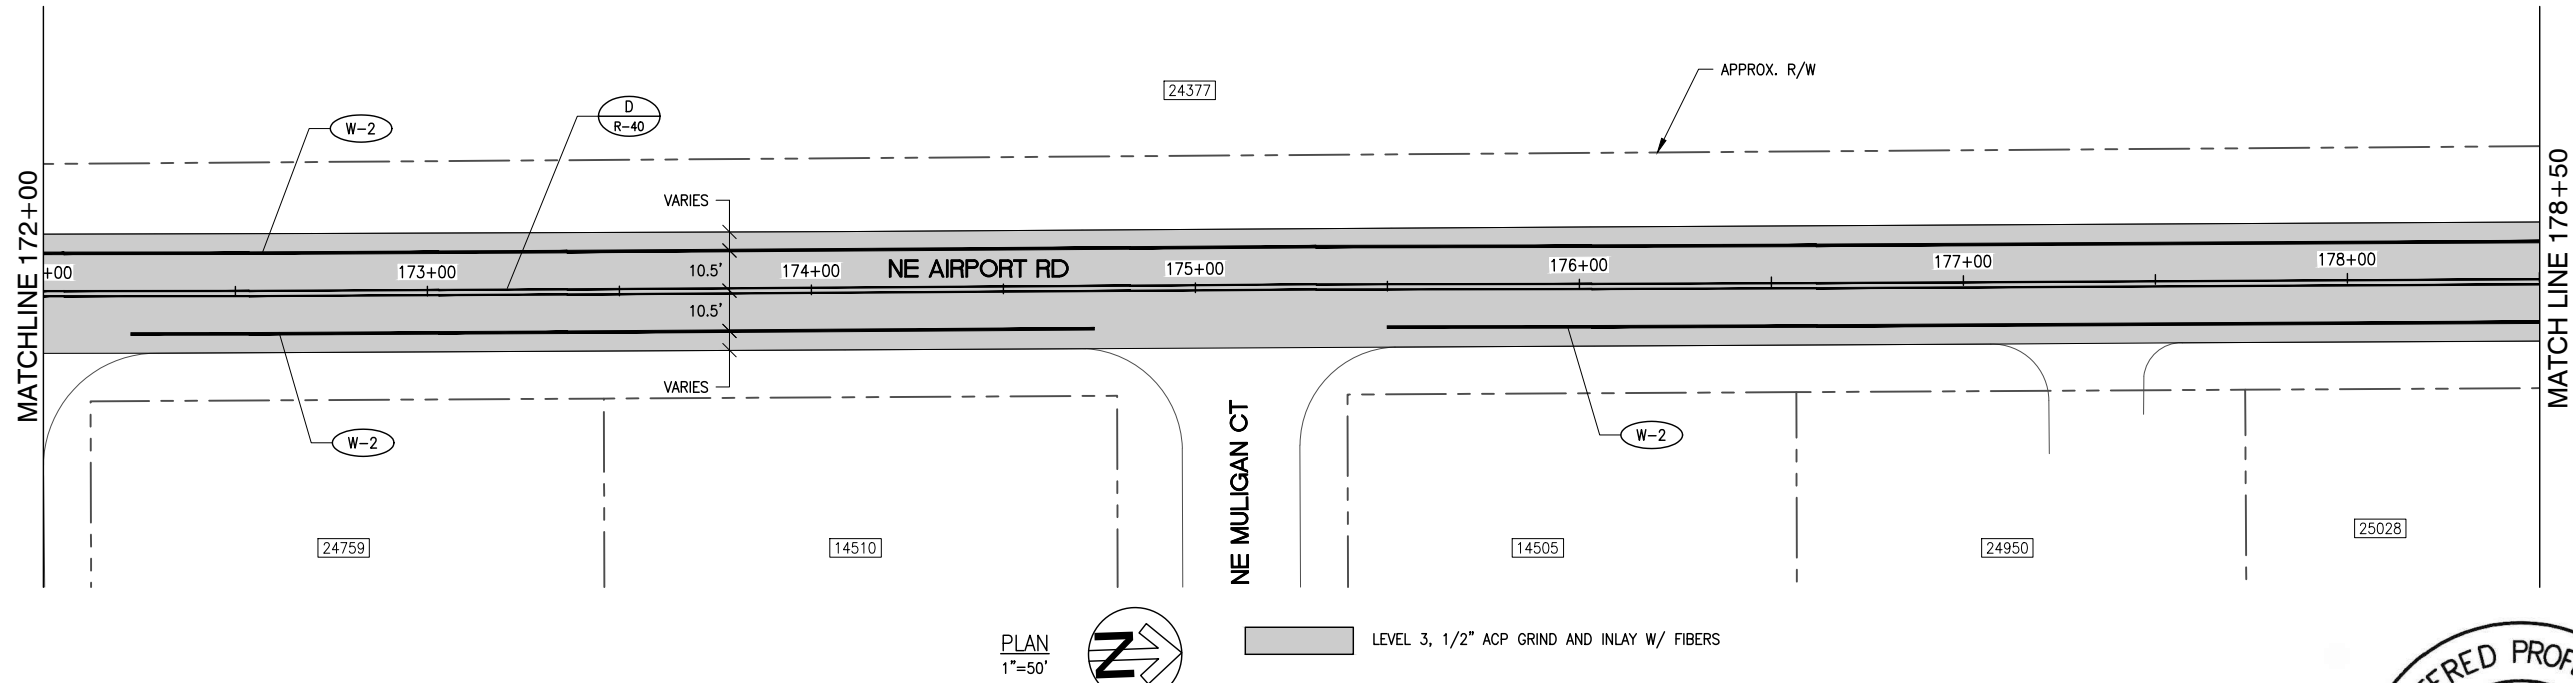 APPROX. R/W
24377
D
R-40
W-2
MATCHLINE 172+00
MATCH LINE 178+50
VARIES
+00
173+00
10.5'
174+00
NE AIRPORT RD
175+00
176+00
177+00
178+00
10.5'
VARIES
W-2
W-2
NE MULIGAN CT
24759
14510
14505
24950
25028
PLAN
1"=50'
N
LEVEL 3, 1/2" ACP GRIND AND INLAY W/ FIBERS